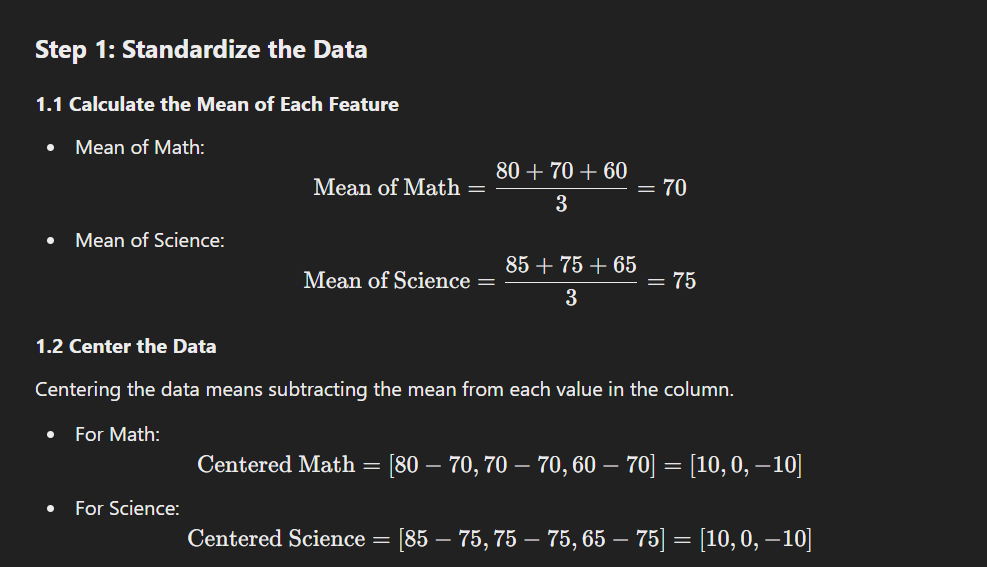 Step 1: Standardize the Data
1.1 Calculate the Mean of Each Feature
• Mean of Math:
Mean of Math = \frac{80 + 70 + 60}{3} = 70
• Mean of Science:
Mean of Science = \frac{85 + 75 + 65}{3} = 75
1.2 Center the Data
Centering the data means subtracting the mean from each value in the column.
• For Math:
Centered Math = [80 − 70, 70 − 70, 60 − 70] = [10, 0, −10]
• For Science:
Centered Science = [85 − 75, 75 − 75, 65 − 75] = [10, 0, −10]